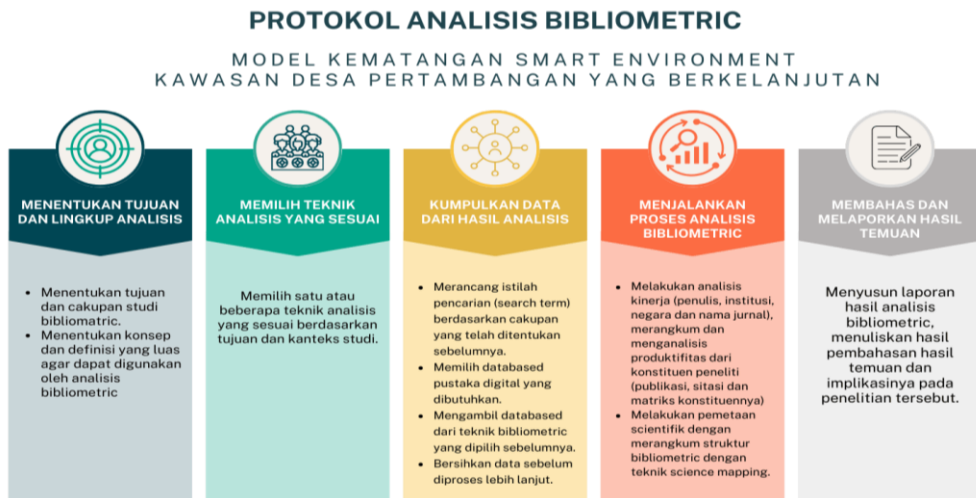 PROTOKOL ANALISIS BIBLIOMETRIC
MODEL KEMATANGAN SMART ENVIRONMENT
KAWASAN DESA PERTAMBANGAN YANG BERKELANJUTAN
MENENTUKAN TUJUAN
DAN LINGKUP ANALISIS
• Menentukan tujuan
dan cakupan studi
bibliomatric.
• Menentukan konsep
dan definisi yang luas
agar dapat digunakan
oleh analisis
bibliometric
MEMILIH TEKNIK
ANALISIS YANG SESUAI
Memilih satu atau
beberapa teknik analisis
yang sesuai berdasarkan
tujuan dan kanteks studi.
KUMPULKAN DATA
DARI HASIL ANALISIS
• Merancang istilah
pencarian (search term)
berdasarkan cakupan
yang telah ditentukan
sebelumnya.
• Memilih databased
pustaka digital yang
dibutuhkan.
• Mengambil databased
dari teknik bibliometric
yang dipilih sebelumnya.
• Bersihkan data sebelum
diproses lebih lanjut.
MENJALANKAN
PROSES ANALISIS
BIBLIOMETRIC
• Melakukan analisis
kinerja (penulis, institusi,
negara dan nama jurnal),
merangkum dan
menganalisis
produktifitas dari
konstituen peneliti
(publikasi, sitasi dan
matriks konstituennya)
• Melakukan pemetaan
scientifik dengan
merangkum struktur
bibliometric dengan
teknik science mapping.
MEMBAHAS DAN
MELAPORKAN HASIL
TEMUAN
Menyusun laporan
hasil analisis
bibliometric,
menuliskan hasil
pembahasan hasil
temuan dan
implikasinya pada
penelitian tersebut.